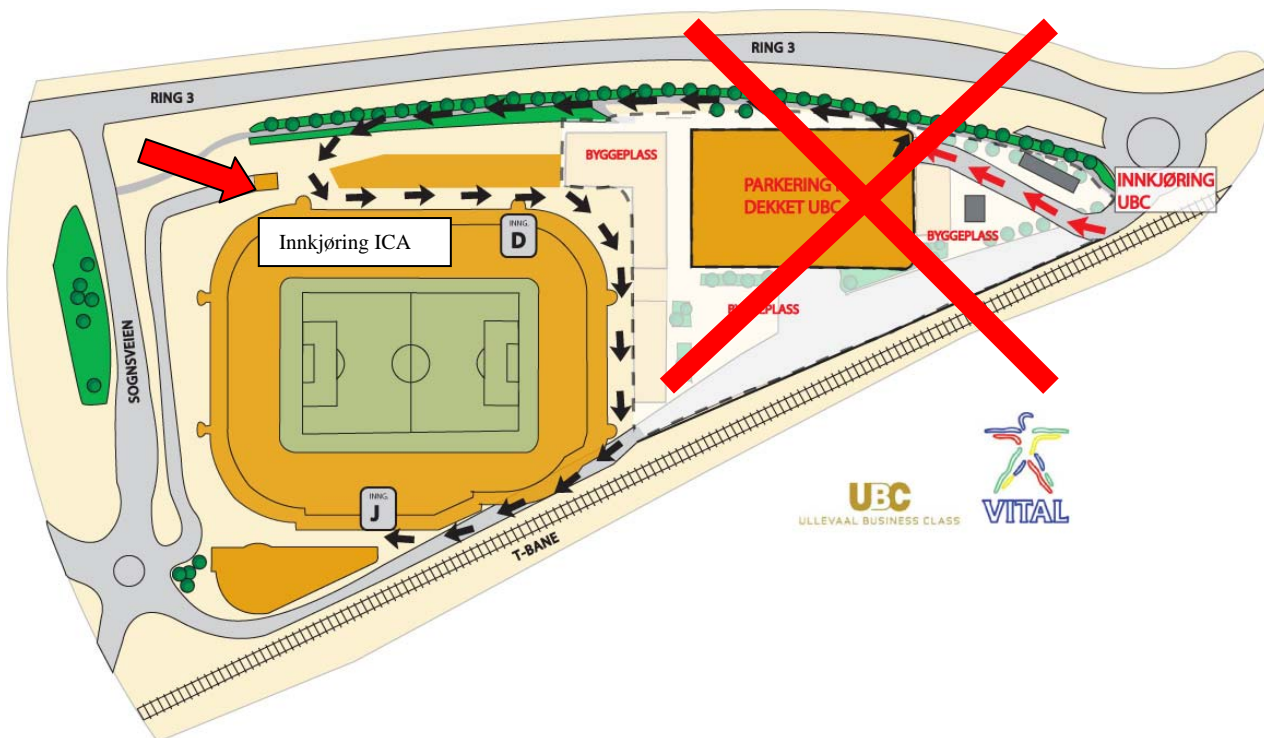 RING 3
RING 3
BYGGEPLASS
PARKERING
DEKKET UBC
INNKJØRING
UBC
BYGGEPLASS
Innkjøring ICA
INNG.
D
BYGGEPLASS
SOGNSVEIEN
INNG.
J
T-BANE
UBC
ULLEVAAL BUSINESS CLASS
VITAL